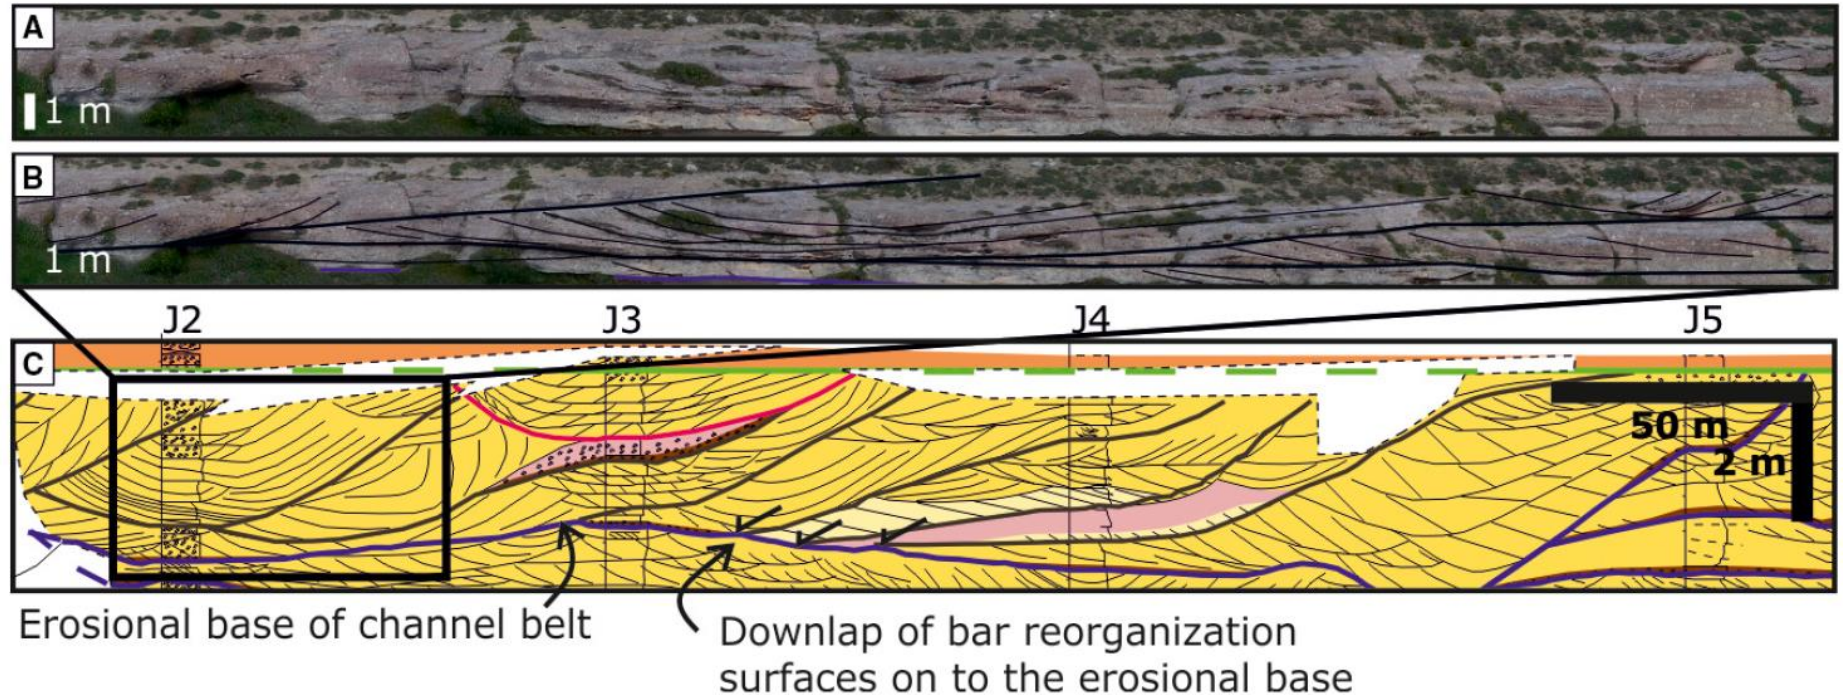 A
1 m
B
1 m
J2 J3 J4 J5
C
50 m
2 m
Erosional base of channel belt
Downlap of bar reorganization
surfaces on to the erosional base